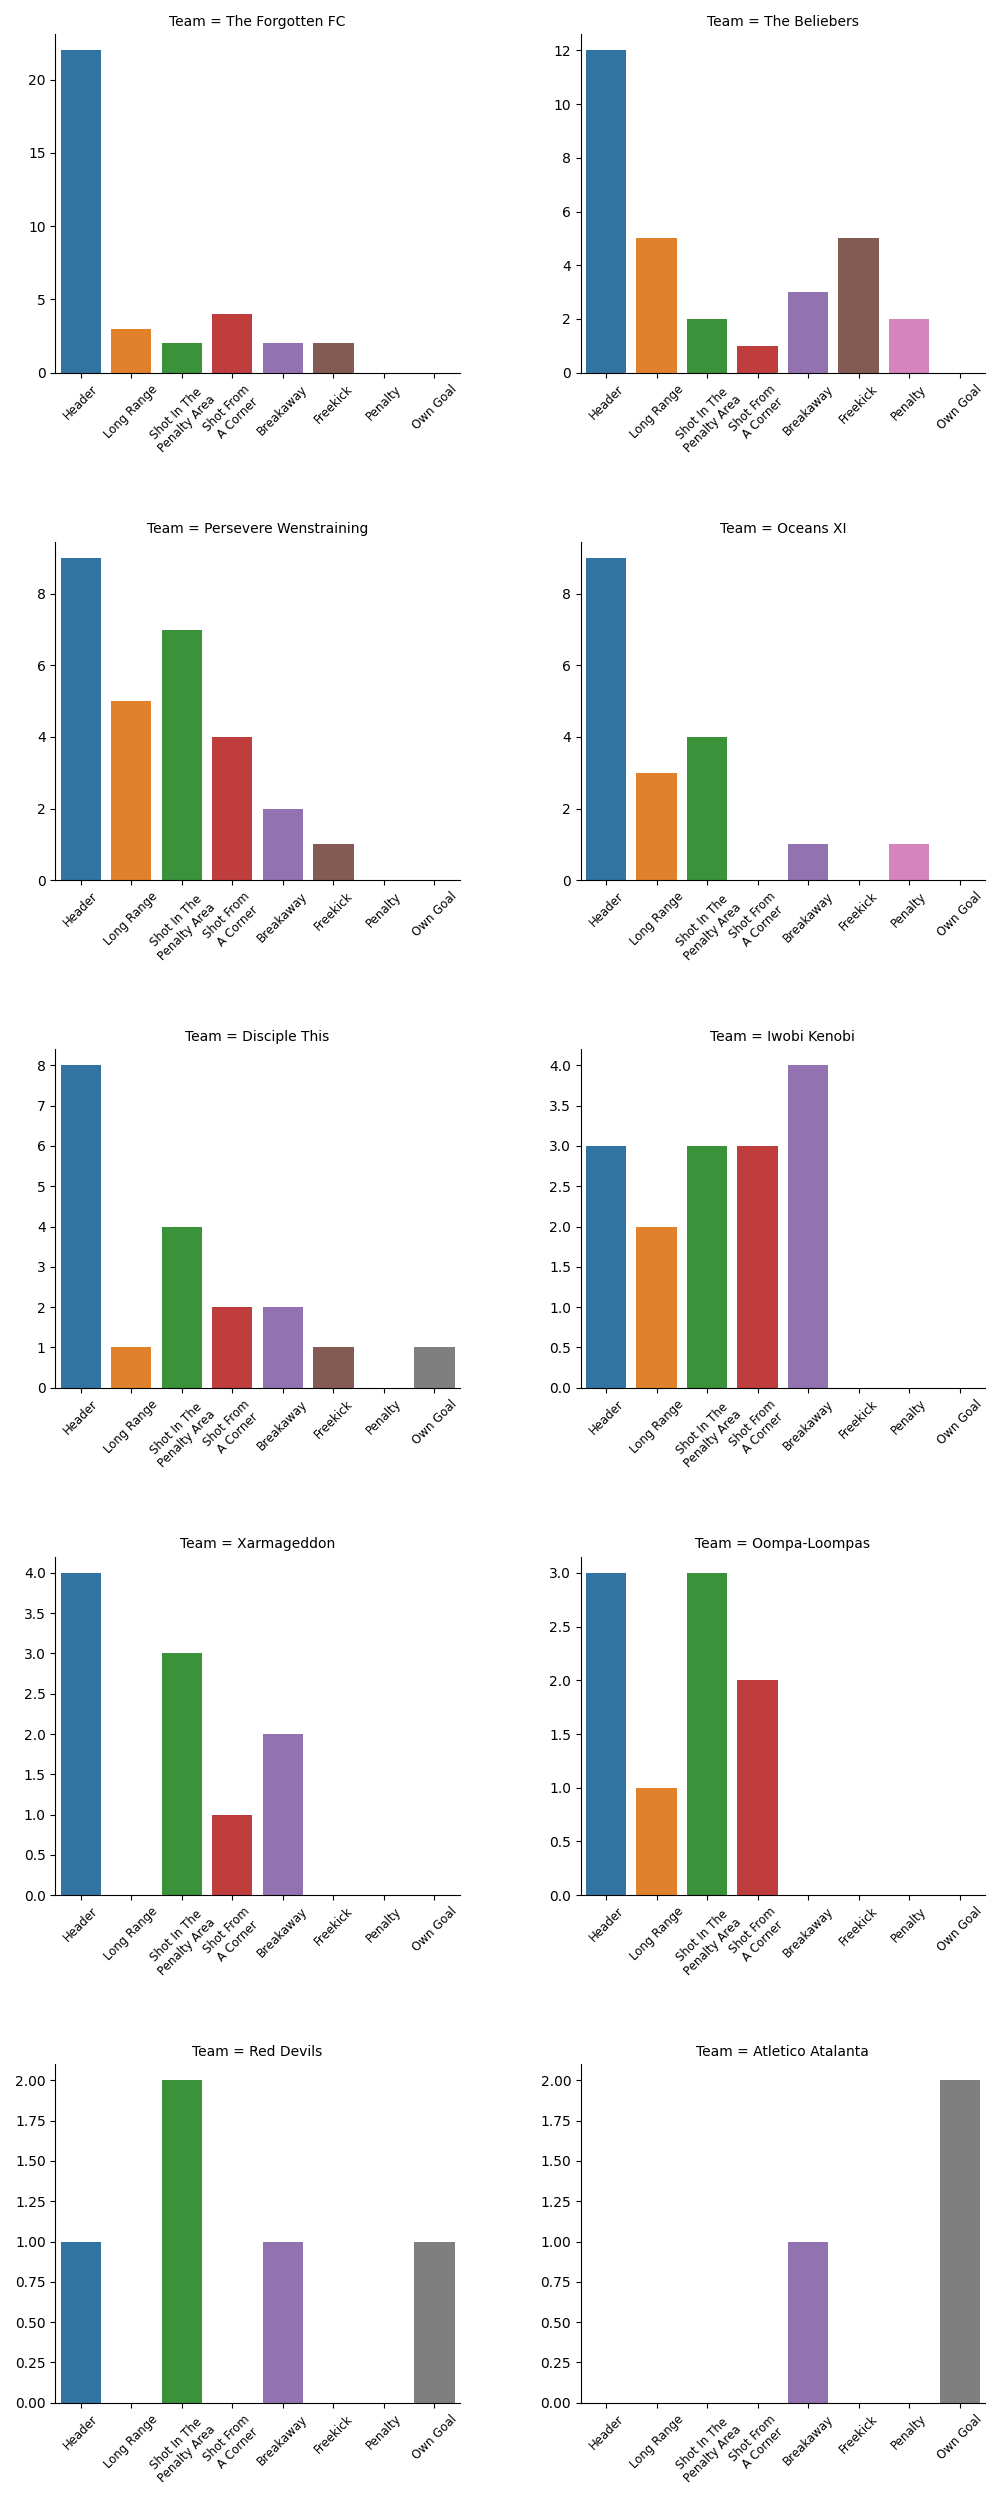 Team = The Forgotten FC
20
15
10
5
0
Header
Long Range
Shot In The
Penalty Area
Shot From
A Corner
Breakaway
Freekick
Penalty
Own Goal
Team = The Beliebers
12
10
8
6
4
2
0
Header
Long Range
Shot In The
Penalty Area
Shot From
A Corner
Breakaway
Freekick
Penalty
Own Goal
Team = Persevere Wenstraining
8
6
4
2
0
Header
Long Range
Shot In The
Penalty Area
Shot From
A Corner
Breakaway
Freekick
Penalty
Own Goal
Team = Oceans XI
8
6
4
2
0
Header
Long Range
Shot In The
Penalty Area
Shot From
A Corner
Breakaway
Freekick
Penalty
Own Goal
Team = Disciple This
8
7
6
5
4
3
2
1
0
Header
Long Range
Shot In The
Penalty Area
Shot From
A Corner
Breakaway
Freekick
Penalty
Own Goal
Team = Iwobi Kenobi
4.0
3.5
3.0
2.5
2.0
1.5
1.0
0.5
0.0
Header
Long Range
Shot In The
Penalty Area
Shot From
A Corner
Breakaway
Freekick
Penalty
Own Goal
Team = Xarmageddon
4.0
3.5
3.0
2.5
2.0
1.5
1.0
0.5
0.0
Header
Long Range
Shot In The
Penalty Area
Shot From
A Corner
Breakaway
Freekick
Penalty
Own Goal
Team = Oompa-Loompas
3.0
2.5
2.0
1.5
1.0
0.5
0.0
Header
Long Range
Shot In The
Penalty Area
Shot From
A Corner
Breakaway
Freekick
Penalty
Own Goal
Team = Red Devils
2.00
1.75
1.50
1.25
1.00
0.75
0.50
0.25
0.00
Header
Long Range
Shot In The
Penalty Area
Shot From
A Corner
Breakaway
Freekick
Penalty
Own Goal
Team = Atletico Atalanta
2.00
1.75
1.50
1.25
1.00
0.75
0.50
0.25
0.00
Header
Long Range
Shot In The
Penalty Area
Shot From
A Corner
Breakaway
Freekick
Penalty
Own Goal